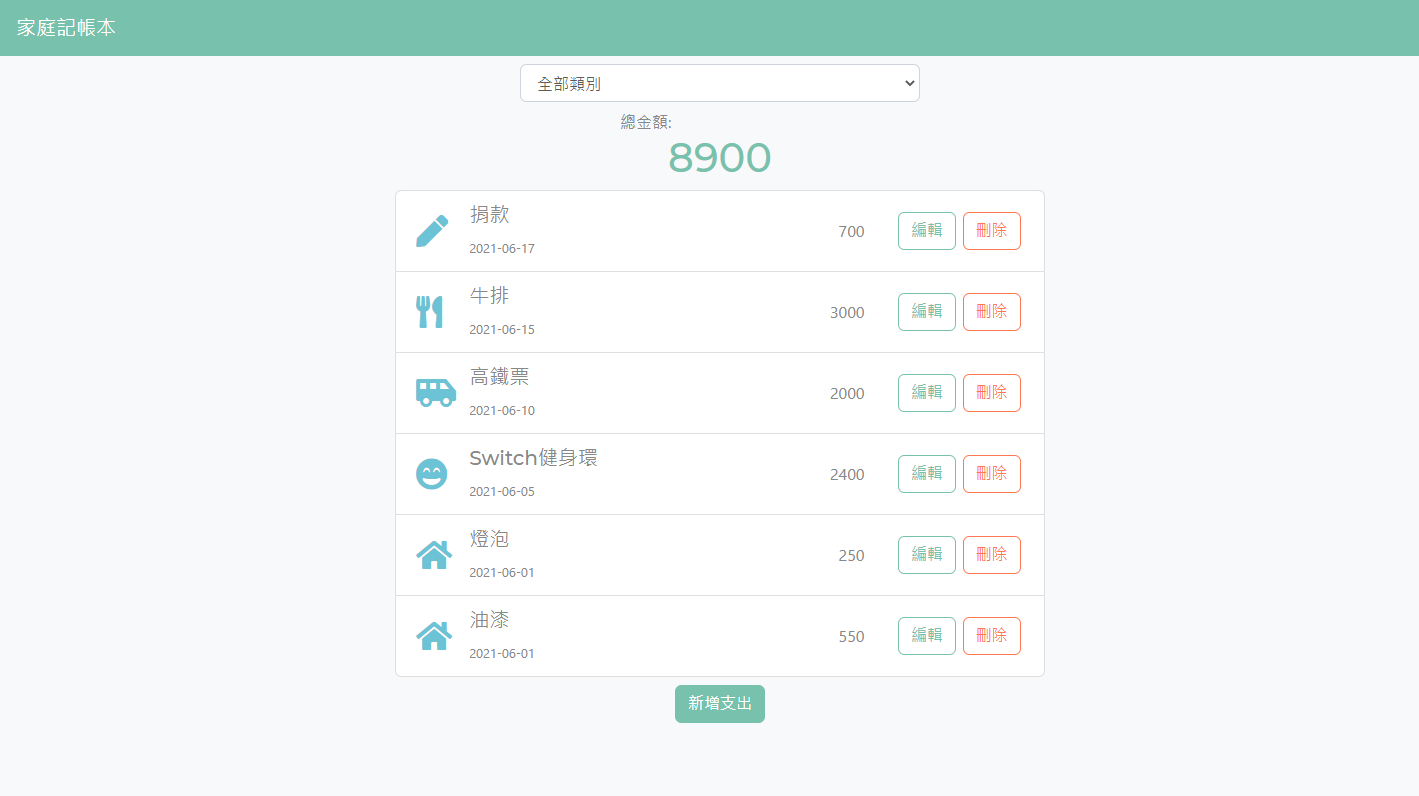 家庭記帳本
全部類別
總金額:
8900
捐款
2021-06-17
700
編輯
刪除
牛排
2021-06-15
3000
編輯
刪除
高鐵票
2021-06-10
2000
編輯
刪除
Switch健身環
2021-06-05
2400
編輯
刪除
燈泡
2021-06-01
250
編輯
刪除
油漆
2021-06-01
550
編輯
刪除
新增支出